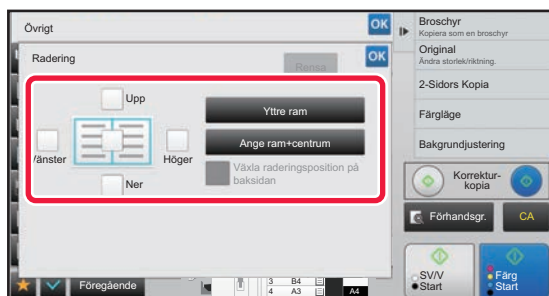 Övrigt
OK
Radering
Rensa
OK
Upp
Vänster
Höger
Ner
Yttre ram
Ange ram+centrum
Växla raderingsposition på
baksidan
Föregående
3 B4
4 A3
A4
Broschyr
Kopiera som en broschyr
Original
Ändra storlek/riktning.
2-Sidors Kopia
Färgläge
Bakgrundjustering
Korrektur-
kopia
Förhandsgr.
CA
SV/V
Start
Färg
Start